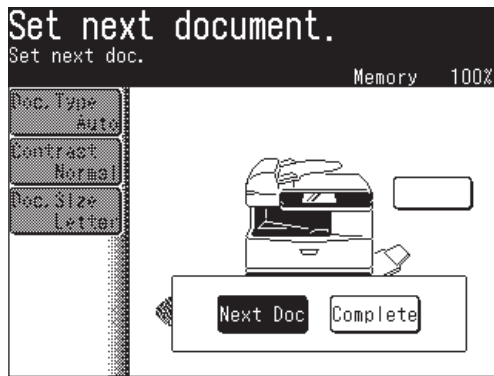 Set next document.
Set next doc.
Memory 100%
Doc.Type
Auto
Contrast
Normal
Doc.Size
Letter
Next Doc
Complete